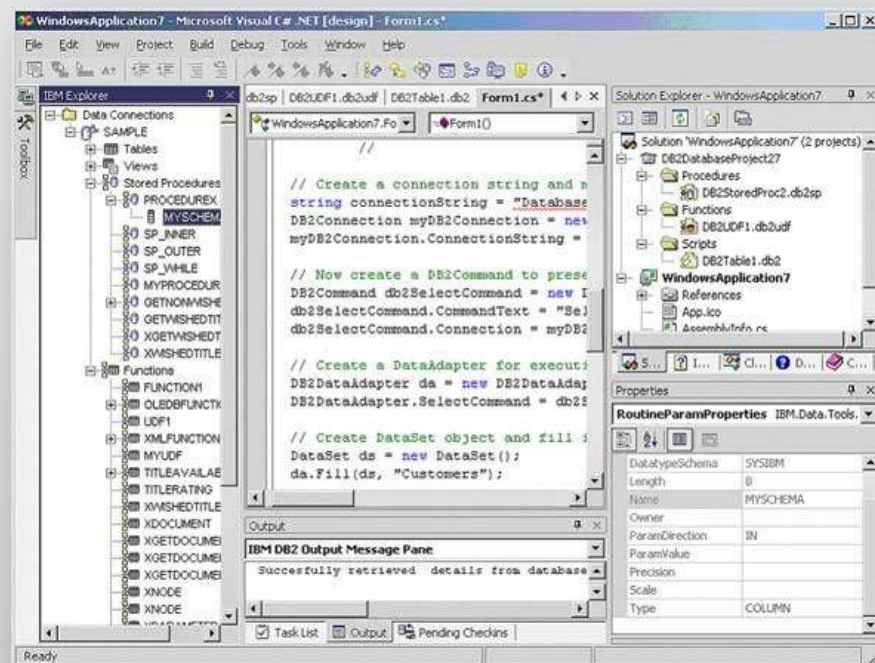 WindowsApplication7 - Microsoft Visual C# .NET [design] - Form1.cs*
File Edit View Project Build Debug Tools Window Help
IBM Explorer
Toolbox
Data Connections
SAMPLE
Tables
Views
Stored Procedures
PROCEDUREX
MYSCHEMA
SP_INNER
SP_OUTER
SP_WHILE
MYPROCEDUR
GETNONWISHE
GETWISHEDTIT
XGETWISHEDT
XWISHEDTITLE
Functions
FUNCTION1
OLEDBFUNCTK
UDF1
XMLFUNCTION
MYUDF
TITLEAVAILAE
TITLERATING
XWISHEDTITLE
XDOCUMENT
XGETDOCUMEI
XGETDOCUMEI
XGETDOCUMEI
XNODE
XNODE
db2sp DB2UDF1.db2udf DB2Table1.db2 Form1.cs*
WindowsApplication7.Fo Form1()
//
// Create a connection string and m
string connectionString = "Database
DB2Connection myDB2Connection = new
myDB2Connection.ConnectionString =
// Now create a DB2Command to prese
DB2Command db2SelectCommand = new D
db2SelectCommand.CommandText = "Sel
db2SelectCommand.Connection = myDB2
// Create a DataAdapter for executi
DB2DataAdapter da = new DB2DataAdap
DB2DataAdapter.SelectCommand = db2S
// Create DataSet object and fill i
DataSet ds = new DataSet();
da.Fill(ds, "Customers");
Output
IBM DB2 Output Message Pane
Succesfully retrieved details from database
Task List Output Pending Checkins
Solution Explorer - WindowsApplication7
Solution 'WindowsApplication7' (2 projects)
DB2DatabaseProject27
Procedures
DB2StoredProc2.db2sp
Functions
DB2UDF1.db2udf
Scripts
DB2Table1.db2
WindowsApplication7
References
App.ico
AssemblyInfo.cs
S... I... Cl... D... C...
Properties
RoutineParamProperties IBM.Data.Tools.
DatatypeSchema SYSIBM
Length 8
Name MYSCHEMA
Owner
ParamDirection IN
ParamValue
Precision
Scale
Type COLUMN
Ready